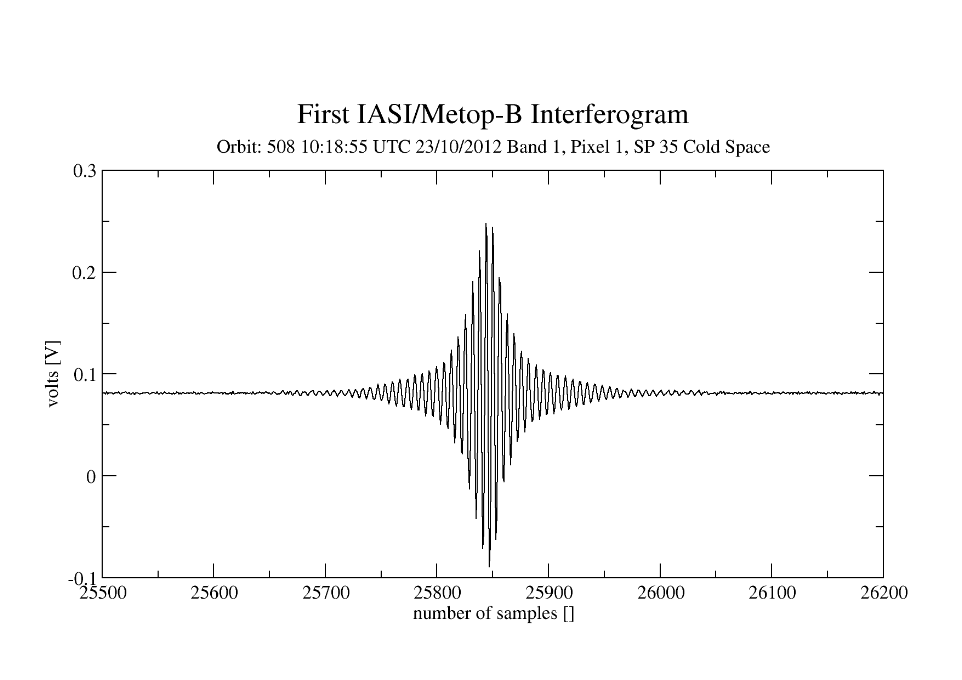 First IASI/Metop-B Interferogram
Orbit: 508 10:18:55 UTC 23/10/2012 Band 1, Pixel 1, SP 35 Cold Space
0.3
0.2
0.1
0
-0.1
volts [V]
25500 25600 25700 25800 25900 26000 26100 26200
number of samples []